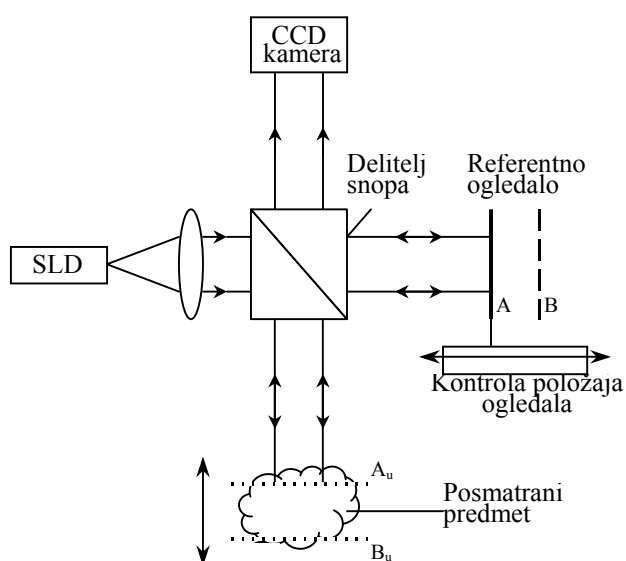 CCD
kamera
Delitelj
snopa
Referentno
ogledalo
SLD
A
B
Kontrola položaja
ogledala
Au
Posmatrani
predmet
Bu